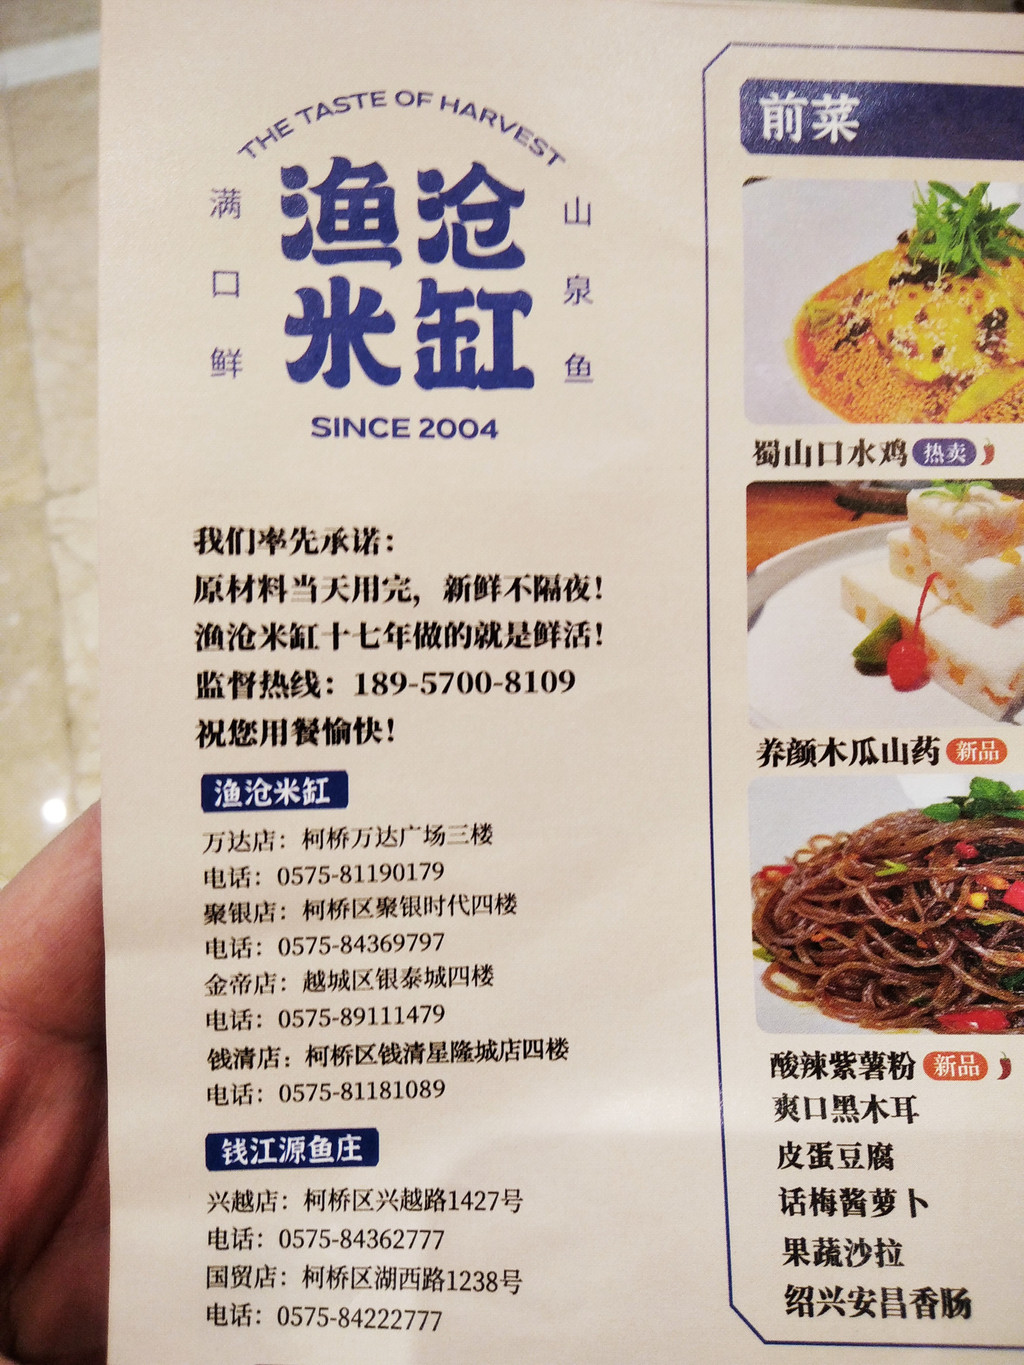 THE TASTE OF HARVEST
满口鲜
渔沧
米缸
山泉鱼
SINCE 2004
我们率先承诺：
原材料当天用完，新鲜不隔夜！
渔沧米缸十七年做的就是鲜活！
监督热线：189-5700-8109
祝您用餐愉快！
渔沧米缸
万达店：柯桥万达广场三楼
电话：0575-81190179
聚银店：柯桥区聚银时代四楼
电话：0575-84369797
金帝店：越城区银泰城四楼
电话：0575-89111479
钱清店：柯桥区钱清星隆城店四楼
电话：0575-81181089
钱江源鱼庄
兴越店：柯桥区兴越路1427号
电话：0575-84362777
国贸店：柯桥区湖西路1238号
电话：0575-84222777
前菜
蜀山口水鸡 热卖
养颜木瓜山药 新品
酸辣紫薯粉 新品
爽口黑木耳
皮蛋豆腐
话梅酱萝卜
果蔬沙拉
绍兴安昌香肠